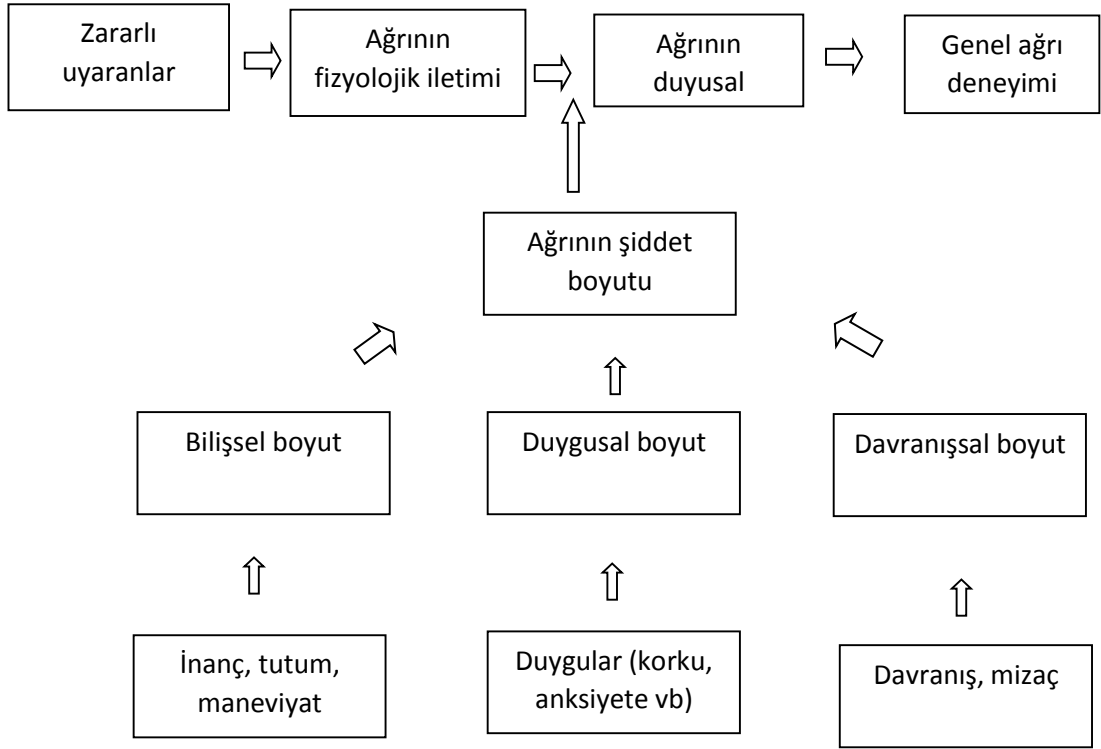 Zararlı
uyaranlar
Ağrının
fizyolojik iletimi
Ağrının
duyusal
Genel ağrı
deneyimi
Ağrının şiddet
boyutu
Bilişsel boyut
Duygusal boyut
Davranışsal boyut
İnanç, tutum,
maneviyat
Duygular (korku,
anksiyete vb)
Davranış, mizaç